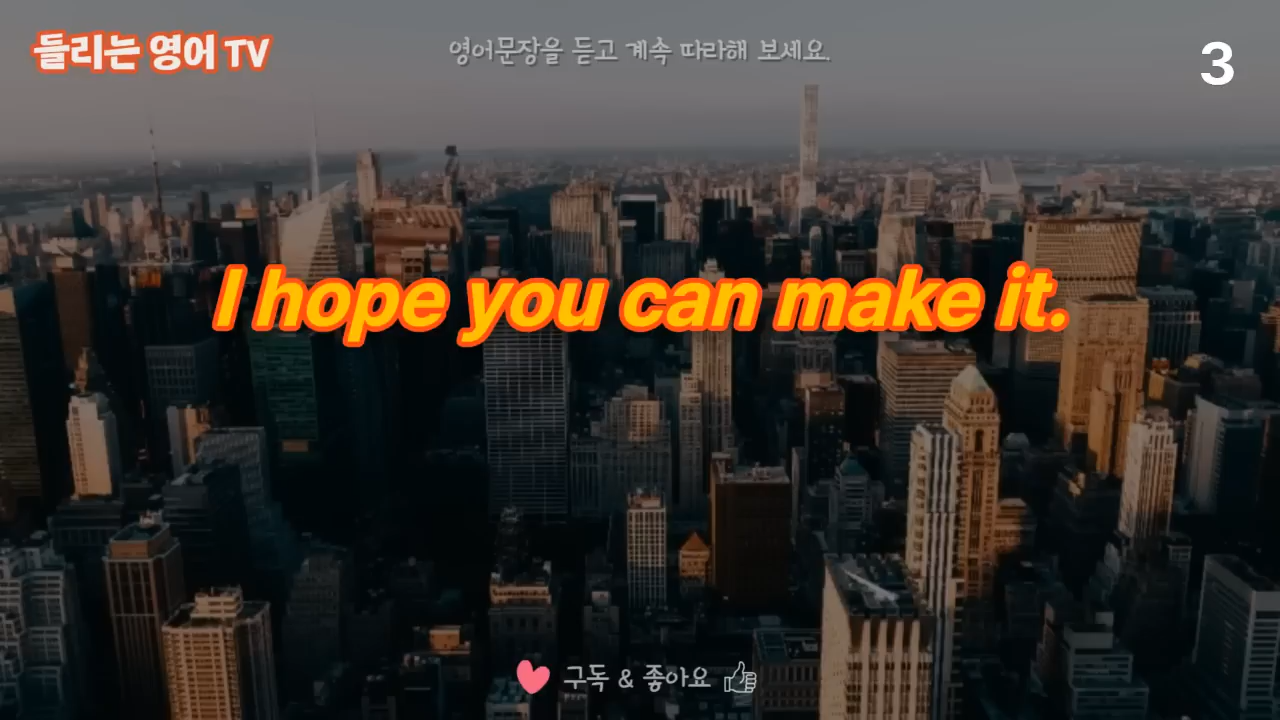 들리는 영어 TV
영어문장을 듣고 계속 따라해 보세요.
3
I hope you can make it.
구독 & 좋아요